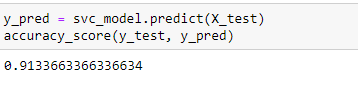 y_pred = svc_model.predict(X_test)
accuracy_score(y_test, y_pred)
0.9133663366336634